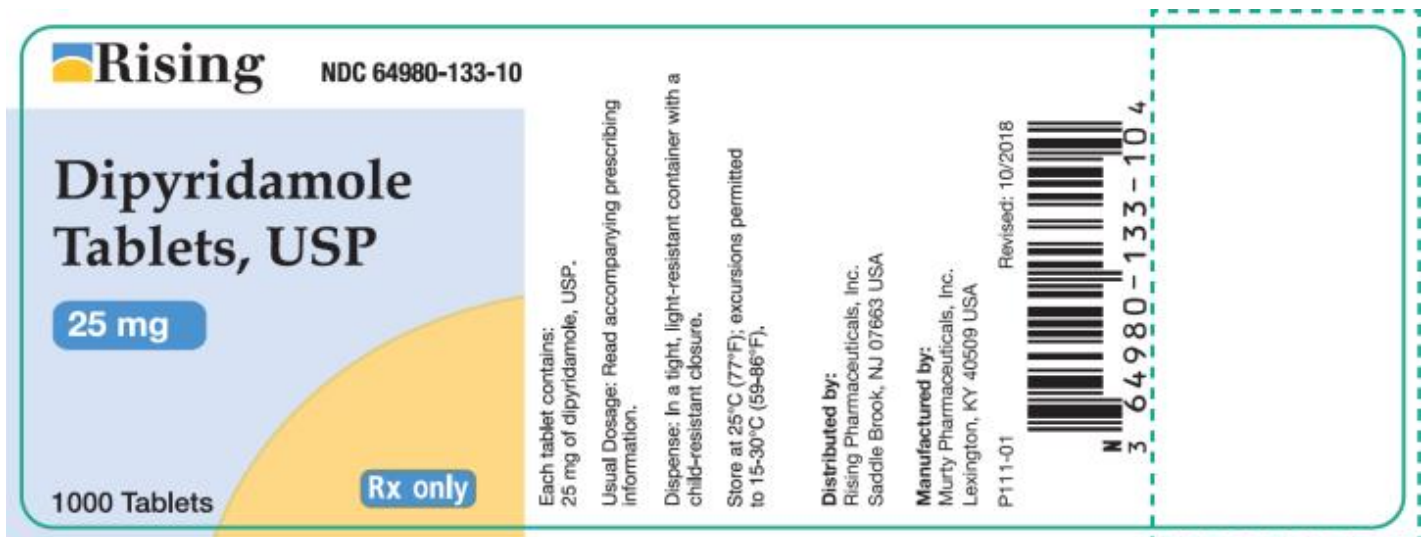 Rising
NDC 64980-133-10
Dipyridamole
Tablets, USP
25 mg
1000 Tablets
Rx only
Each tablet contains:
25 mg of dipyridamole, USP.
Usual Dosage: Read accompanying prescribing
information.
Dispense: In a tight, light-resistant container with a
child-resistant closure.
Store at 25°C (77°F); excursions permitted
to 15-30°C (59-86°F).
Distributed by:
Rising Pharmaceuticals, Inc.
Saddle Brook, NJ 07663 USA
Manufactured by:
Murty Pharmaceuticals, Inc.
Lexington, KY 40509 USA
P111-01 Revised: 10/2018
N
3 64980-133-10 4